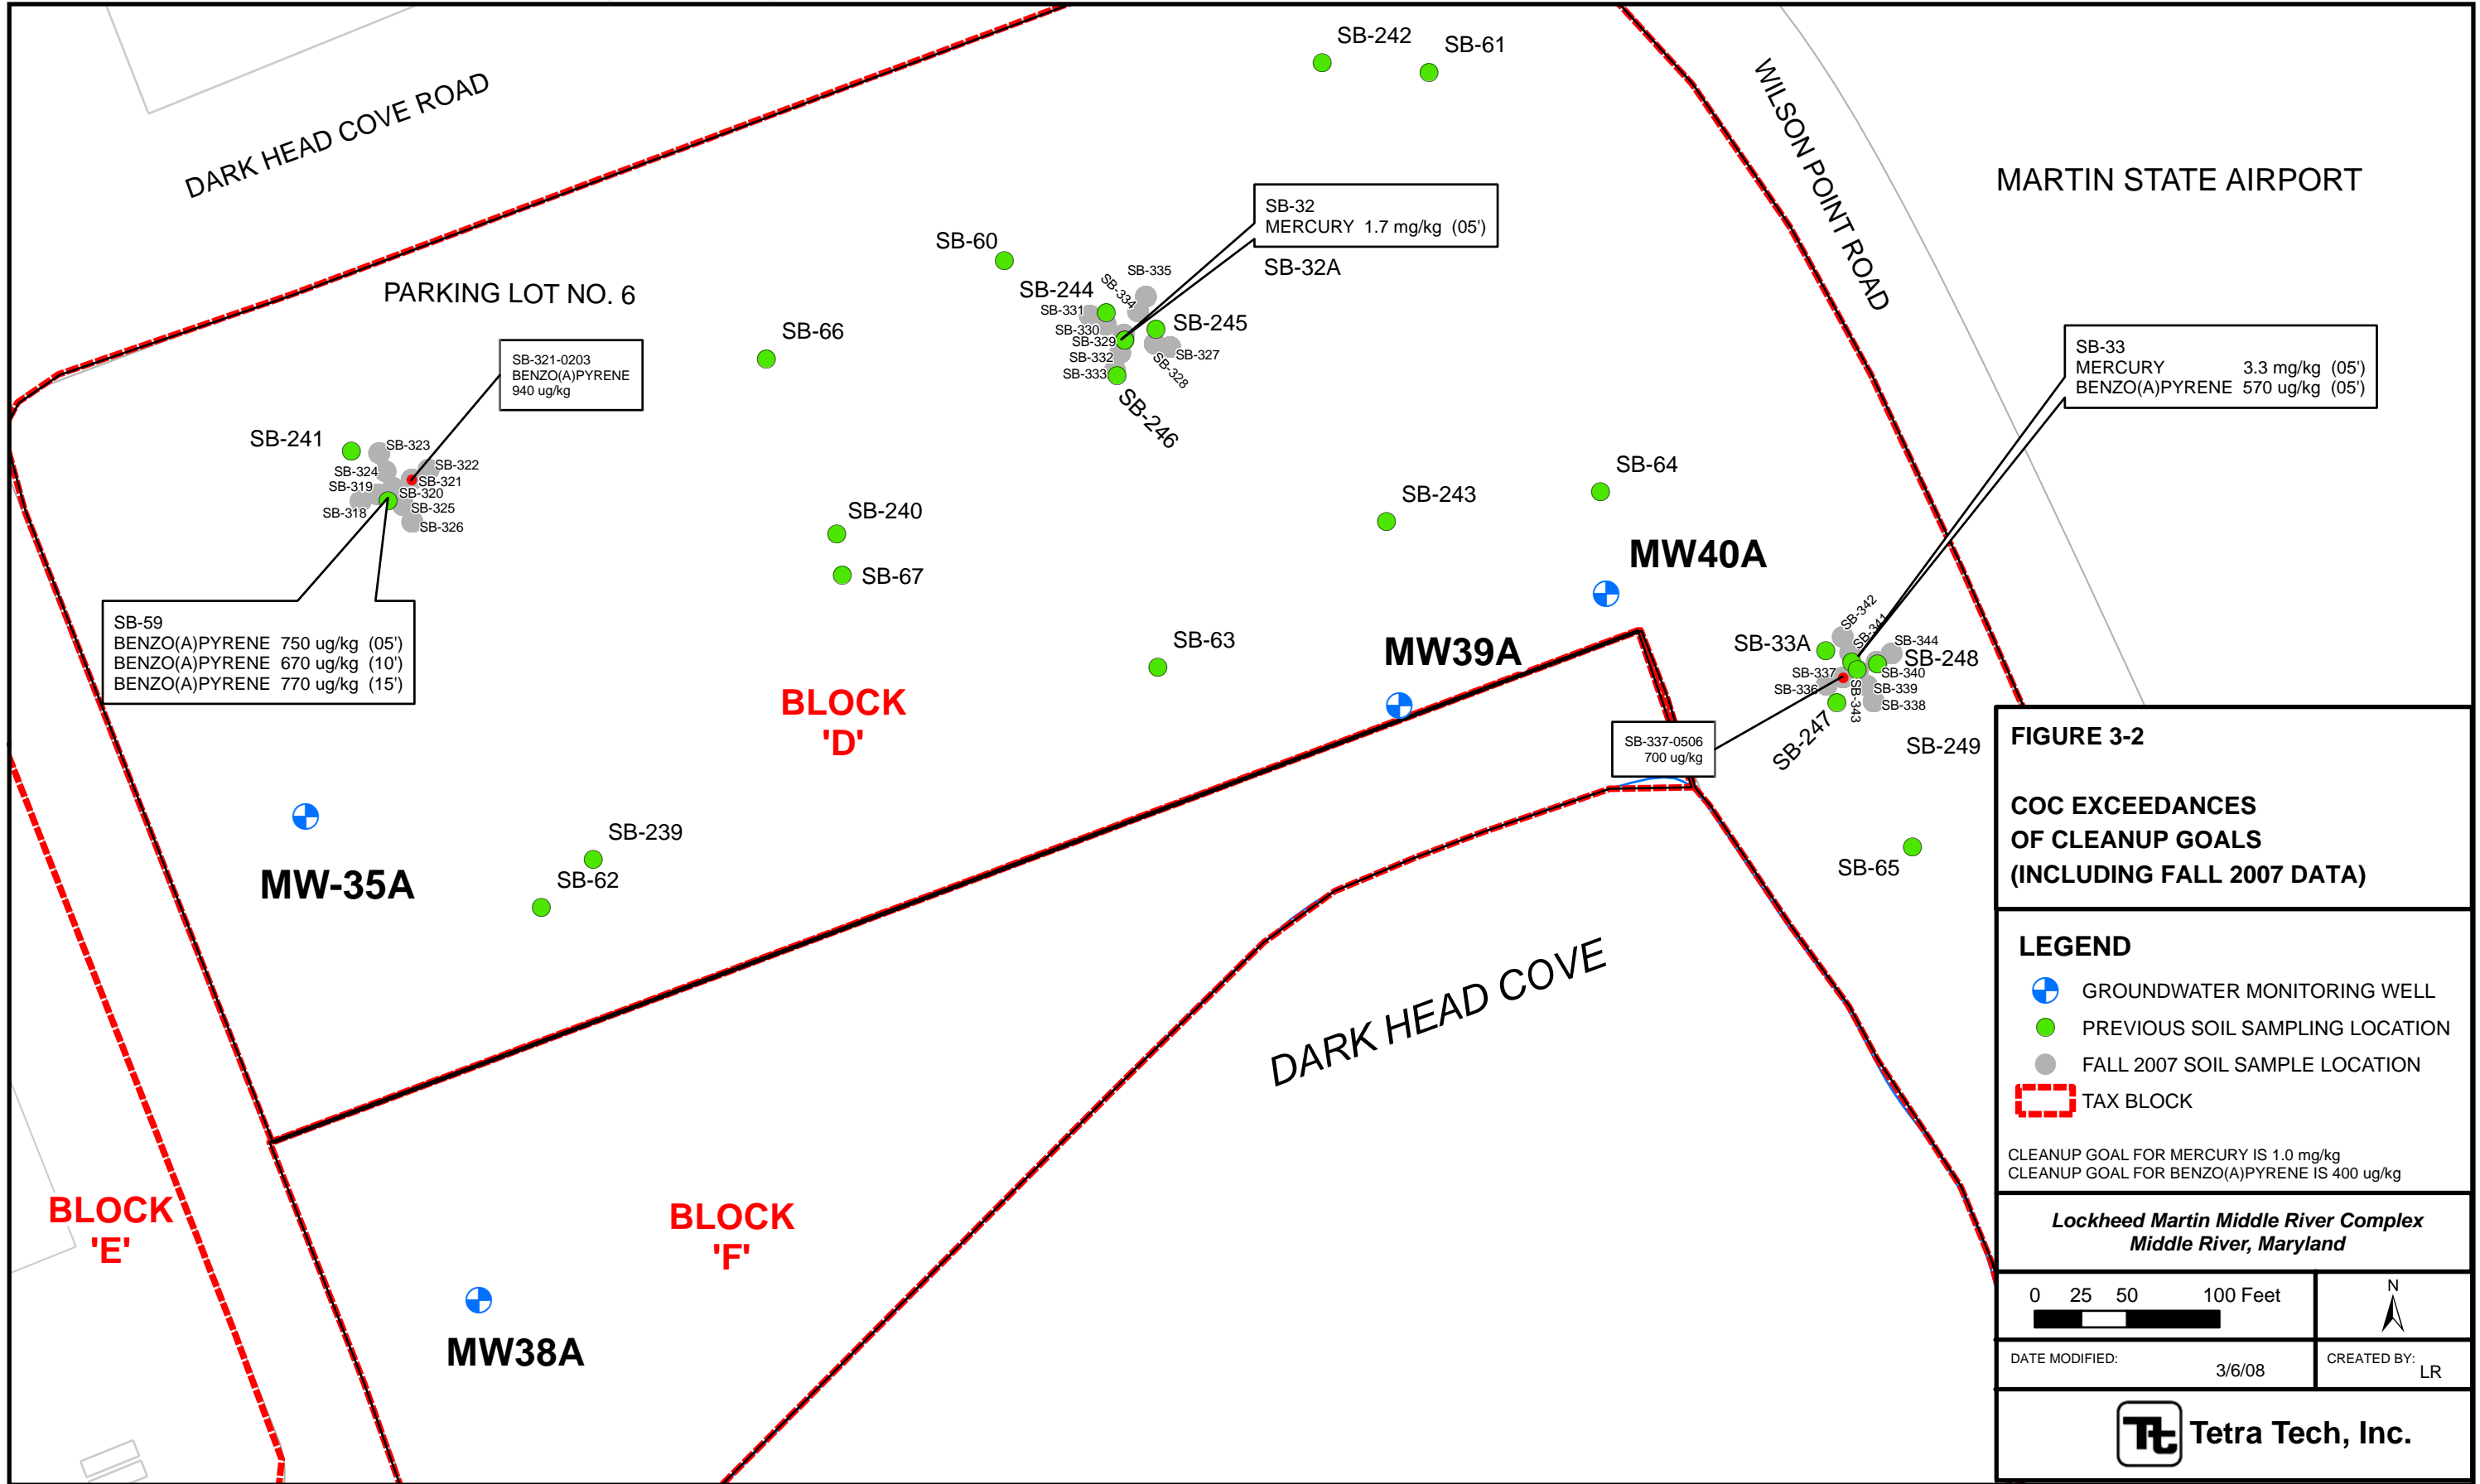 DARK HEAD COVE ROAD
SB-242
SB-61
WILSON POINT ROAD
MARTIN STATE AIRPORT
SB-32
MERCURY 1.7 mg/kg (05')
SB-32A
SB-60
SB-335
SB-334
SB-244
SB-331
SB-330
SB-329
SB-332
SB-333
SB-245
SB-327
SB-328
SB-246
PARKING LOT NO. 6
SB-66
SB-321-0203
BENZO(A)PYRENE
940 ug/kg
SB-33
MERCURY 3.3 mg/kg (05')
BENZO(A)PYRENE 570 ug/kg (05')
SB-241
SB-323
SB-322
SB-324
SB-321
SB-319
SB-320
SB-318
SB-325
SB-326
SB-64
SB-243
SB-240
SB-67
MW40A
SB-59
BENZO(A)PYRENE 750 ug/kg (05')
BENZO(A)PYRENE 670 ug/kg (10')
BENZO(A)PYRENE 770 ug/kg (15')
SB-63
MW39A
SB-342
SB-341
SB-33A
SB-344
SB-248
SB-337
SB-340
SB-336
SB-339
SB-343
SB-338
SB-247
SB-249
SB-337-0506
700 ug/kg
BLOCK
'D'
SB-239
SB-62
MW-35A
SB-65
DARK HEAD COVE
BLOCK
'E'
BLOCK
'F'
MW38A
FIGURE 3-2
COC EXCEEDANCES
OF CLEANUP GOALS
(INCLUDING FALL 2007 DATA)
LEGEND
GROUNDWATER MONITORING WELL
PREVIOUS SOIL SAMPLING LOCATION
FALL 2007 SOIL SAMPLE LOCATION
TAX BLOCK
CLEANUP GOAL FOR MERCURY IS 1.0 mg/kg
CLEANUP GOAL FOR BENZO(A)PYRENE IS 400 ug/kg
Lockheed Martin Middle River Complex
Middle River, Maryland
0 25 50 100 Feet
N
DATE MODIFIED: 3/6/08
CREATED BY: LR
Tt Tetra Tech, Inc.